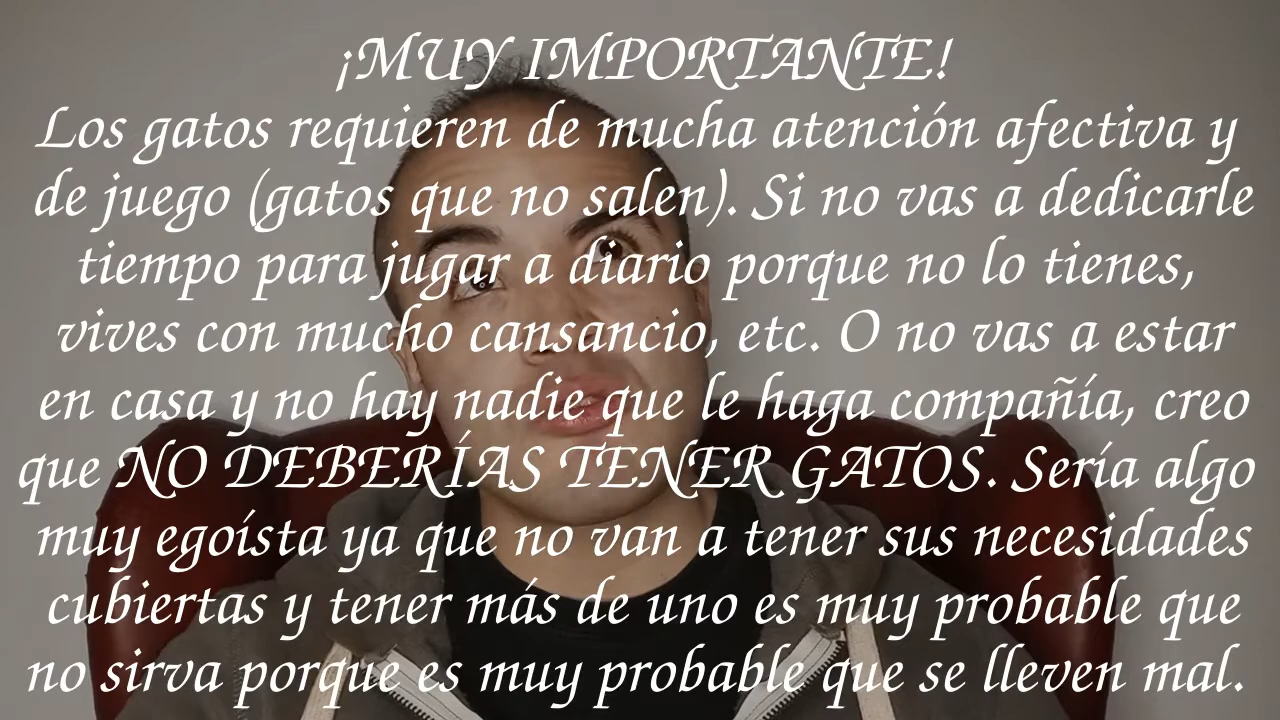 ¡MUY IMPORTANTE!
Los gatos requieren de mucha atención afectiva y
de juego (gatos que no salen). Si no vas a dedicarle
tiempo para jugar a diario porque no lo tienes,
vives con mucho cansancio, etc. O no vas a estar
en casa y no hay nadie que le haga compañía, creo
que NO DEBERÍAS TENER GATOS. Sería algo
muy egoísta ya que no van a tener sus necesidades
cubiertas y tener más de uno es muy probable que
no sirva porque es muy probable que se lleven mal.